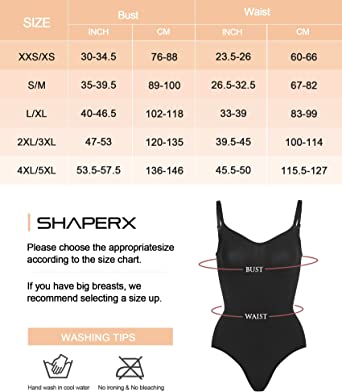 SIZE Bust Waist
INCH CM INCH CM
XXS/XS 30-34.5 76-88 23.5-26 60-66
S/M 35-39.5 89-100 26.5-32.5 67-82
L/XL 40-46.5 102-118 33-39 83-99
2XL/3XL 47-53 120-135 39.5-45 100-114
4XL/5XL 53.5-57.5 136-146 45.5-50 115.5-127
SHAPERX
Please choose the appropriatesize
according to the size chart.
If you have big breasts, we
recommend selecting a size up.
WASHING TIPS
Hand wash in cool water No ironing & No bleaching
BUST
WAIST